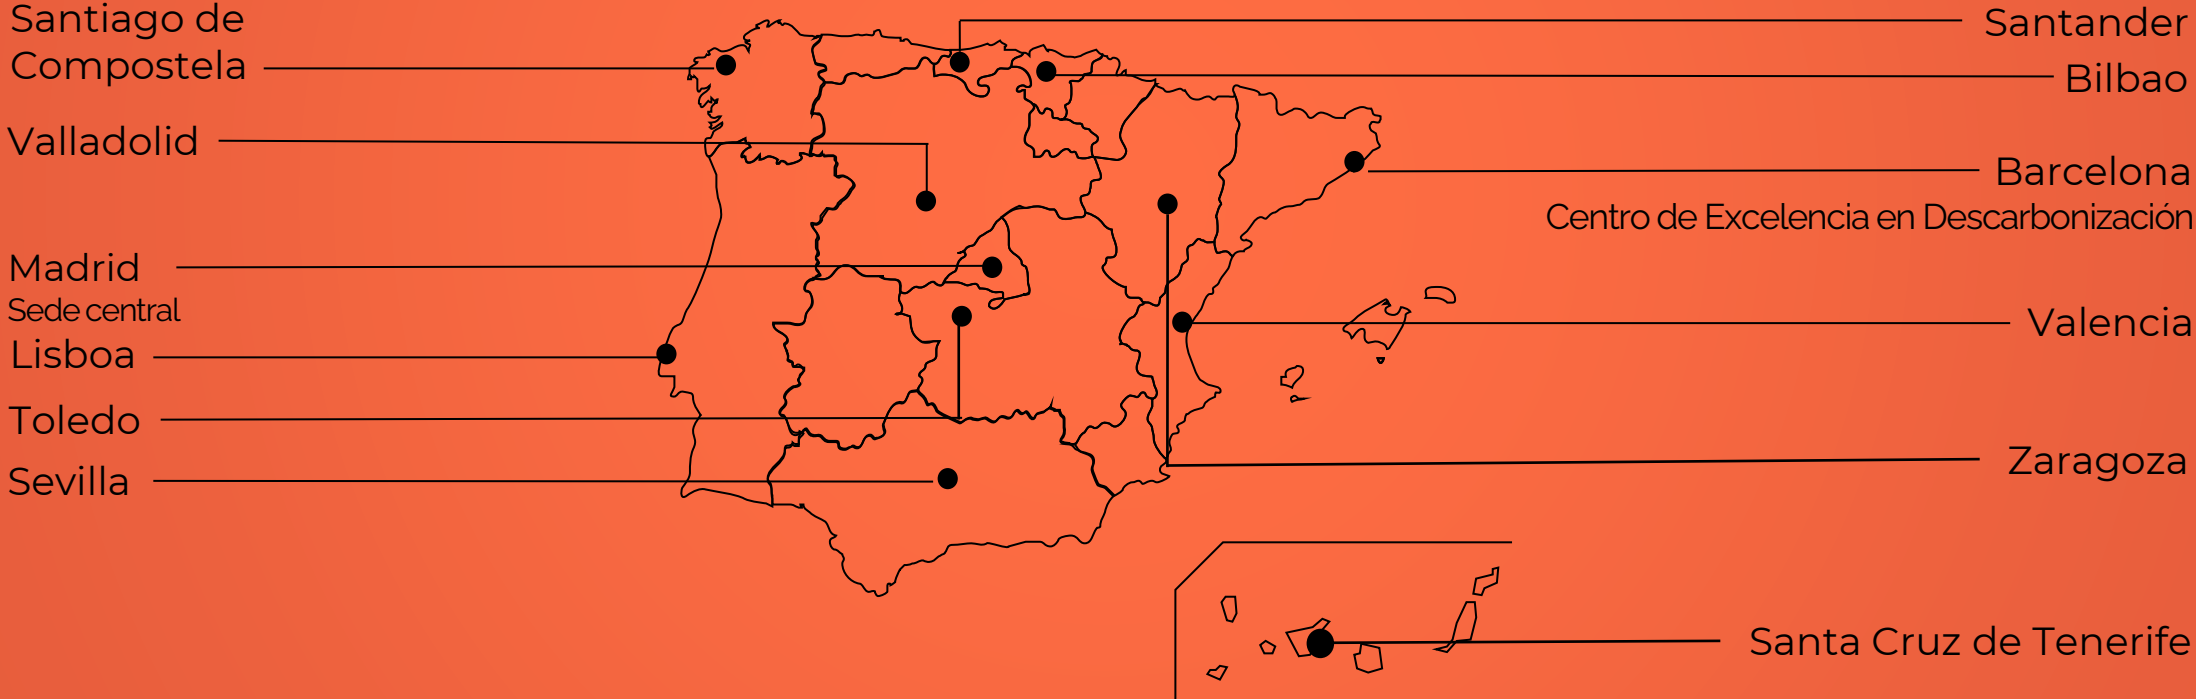 Santiago de
Compostela
Valladolid
Madrid
Sede central
Lisboa
Toledo
Sevilla
Santander
Bilbao
Barcelona
Centro de Excelencia en Descarbonización
Valencia
Zaragoza
Santa Cruz de Tenerife